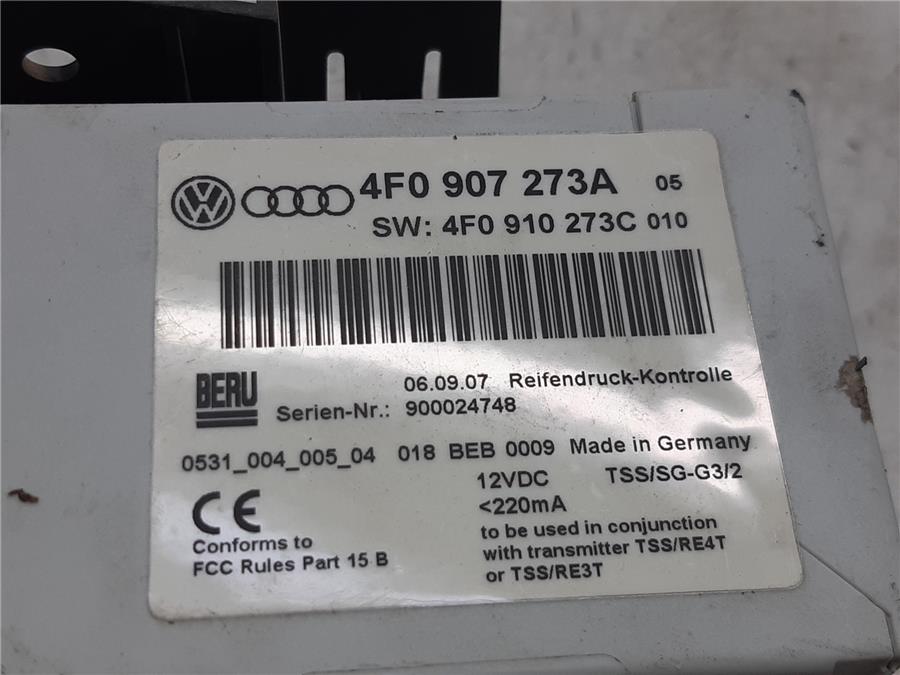 4F0 907 273A 05
SW: 4F0 910 273C 010
BERU
06.09.07 Reifendruck-Kontrolle
Serien-Nr.: 900024748
0531_004_005_04 018 BEB 0009 Made in Germany
12VDC TSS/SG-G3/2
<220mA
CE
Conforms to
FCC Rules Part 15 B
to be used in conjunction
with transmitter TSS/RE4T
or TSS/RE3T